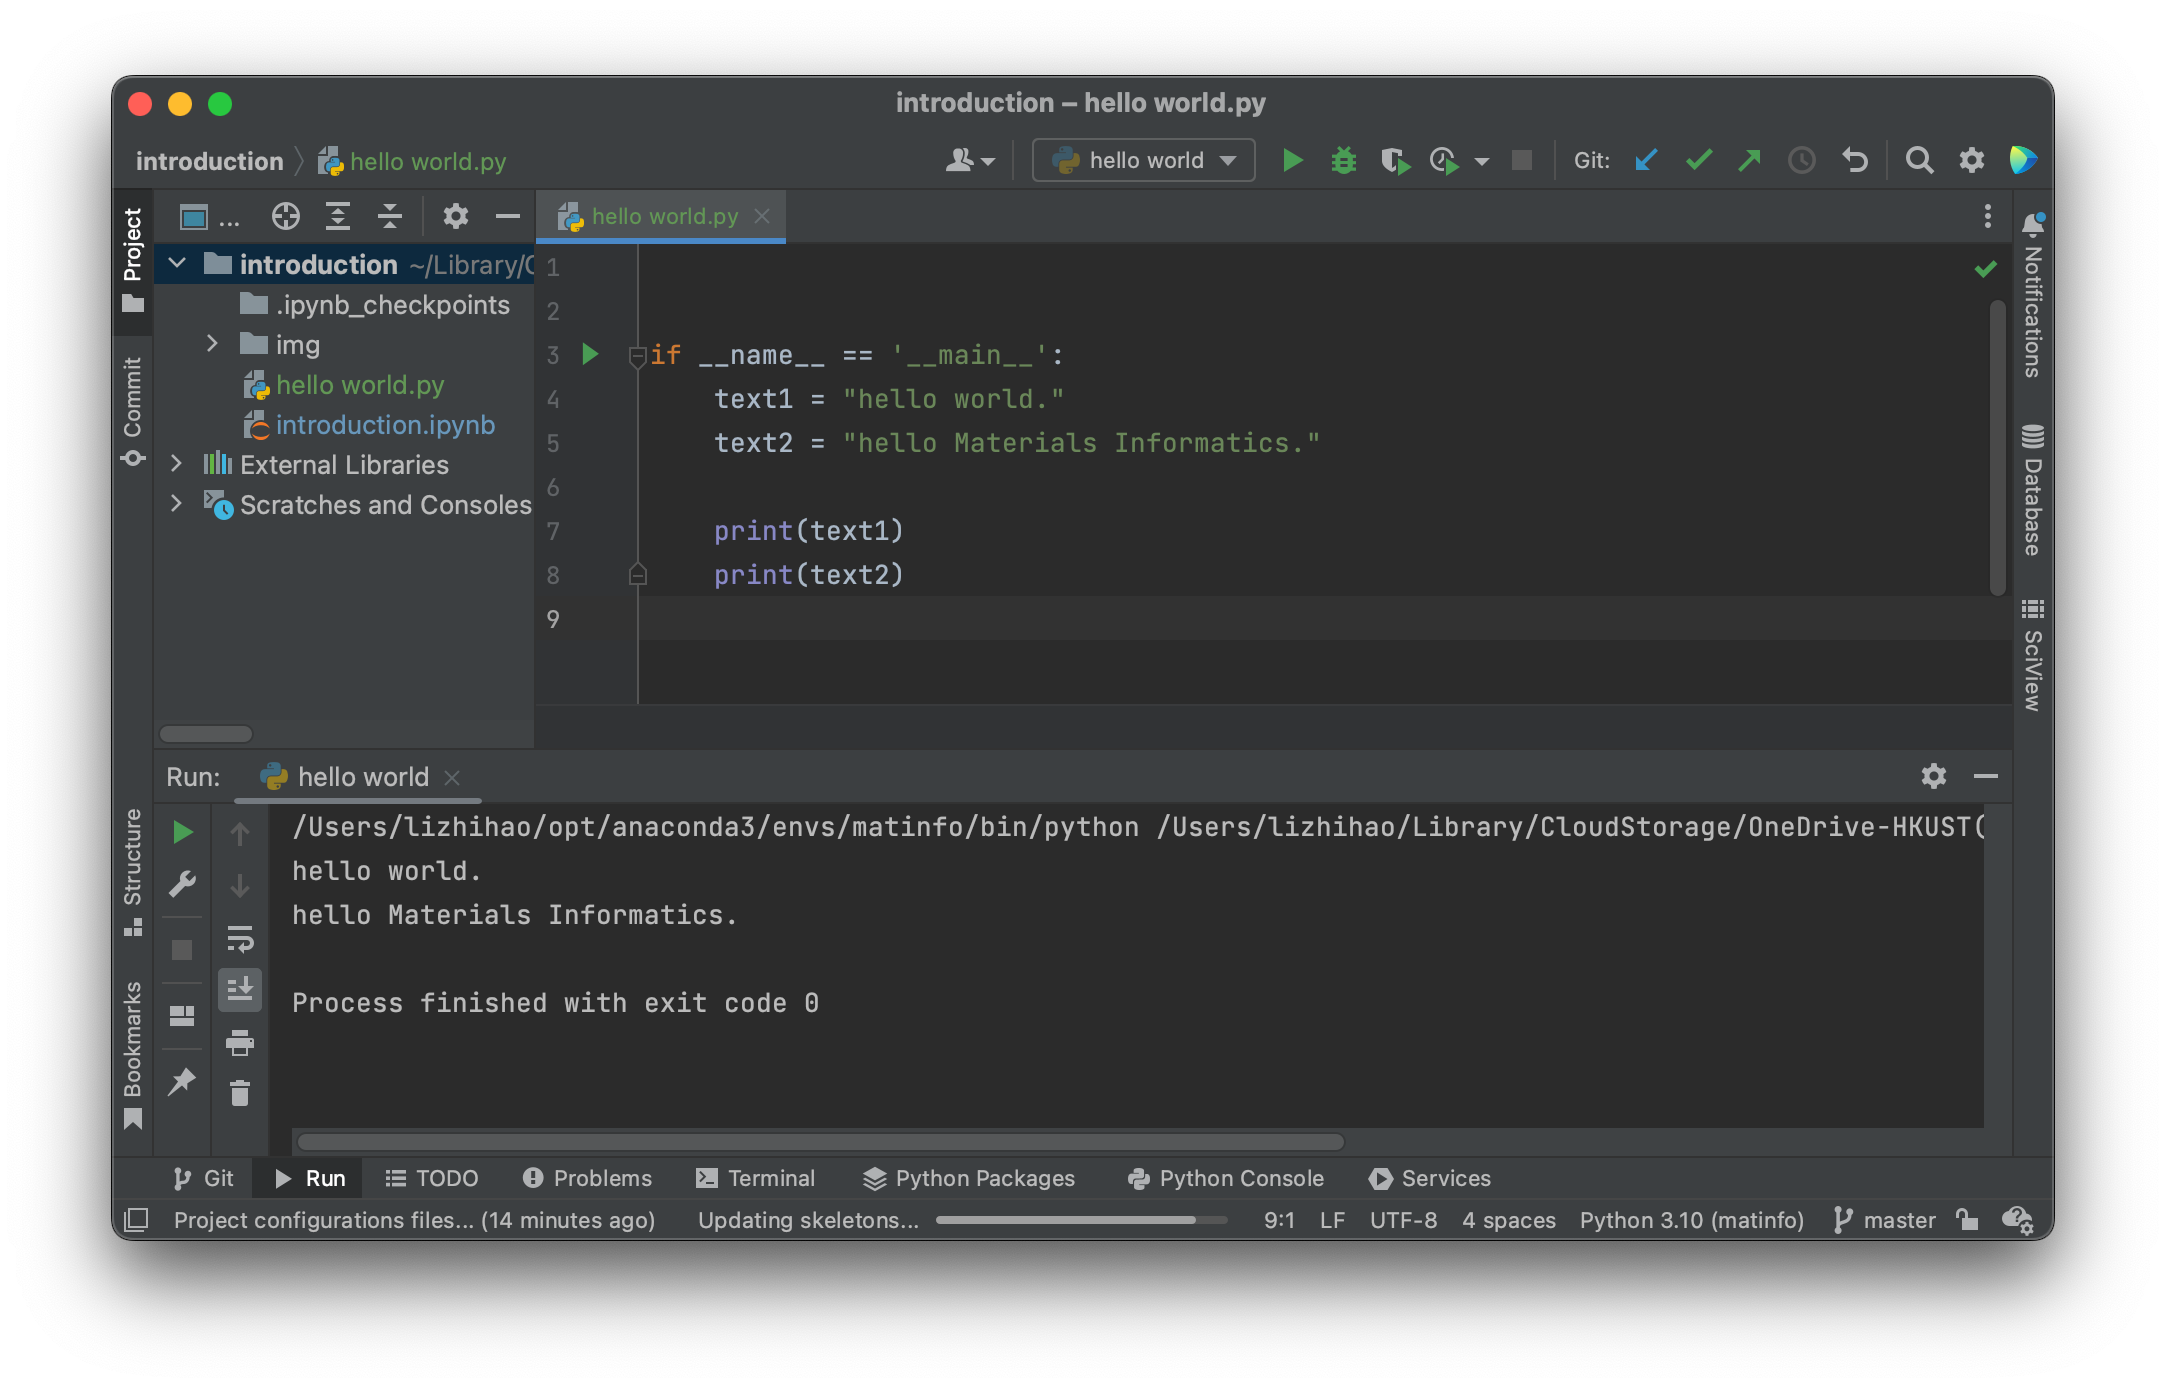 introduction – hello world.py
introduction
hello world.py
hello world
Git:
Project
...
hello world.py
introduction ~/Library/
.ipynb_checkpoints
img
hello world.py
introduction.ipynb
External Libraries
Scratches and Consoles
Commit
1
2
3 if __name__ == '__main__':
4 text1 = "hello world."
5 text2 = "hello Materials Informatics."
6
7 print(text1)
8 print(text2)
9
Notifications
Database
SciView
Run: hello world
/Users/lizhihao/opt/anaconda3/envs/matinfo/bin/python /Users/lizhihao/Library/CloudStorage/OneDrive-HKUST(
hello world.
hello Materials Informatics.
Process finished with exit code 0
Structure
Bookmarks
Git Run TODO Problems Terminal Python Packages Python Console Services
Project configurations files... (14 minutes ago) Updating skeletons... 9:1 LF UTF-8 4 spaces Python 3.10 (matinfo) master